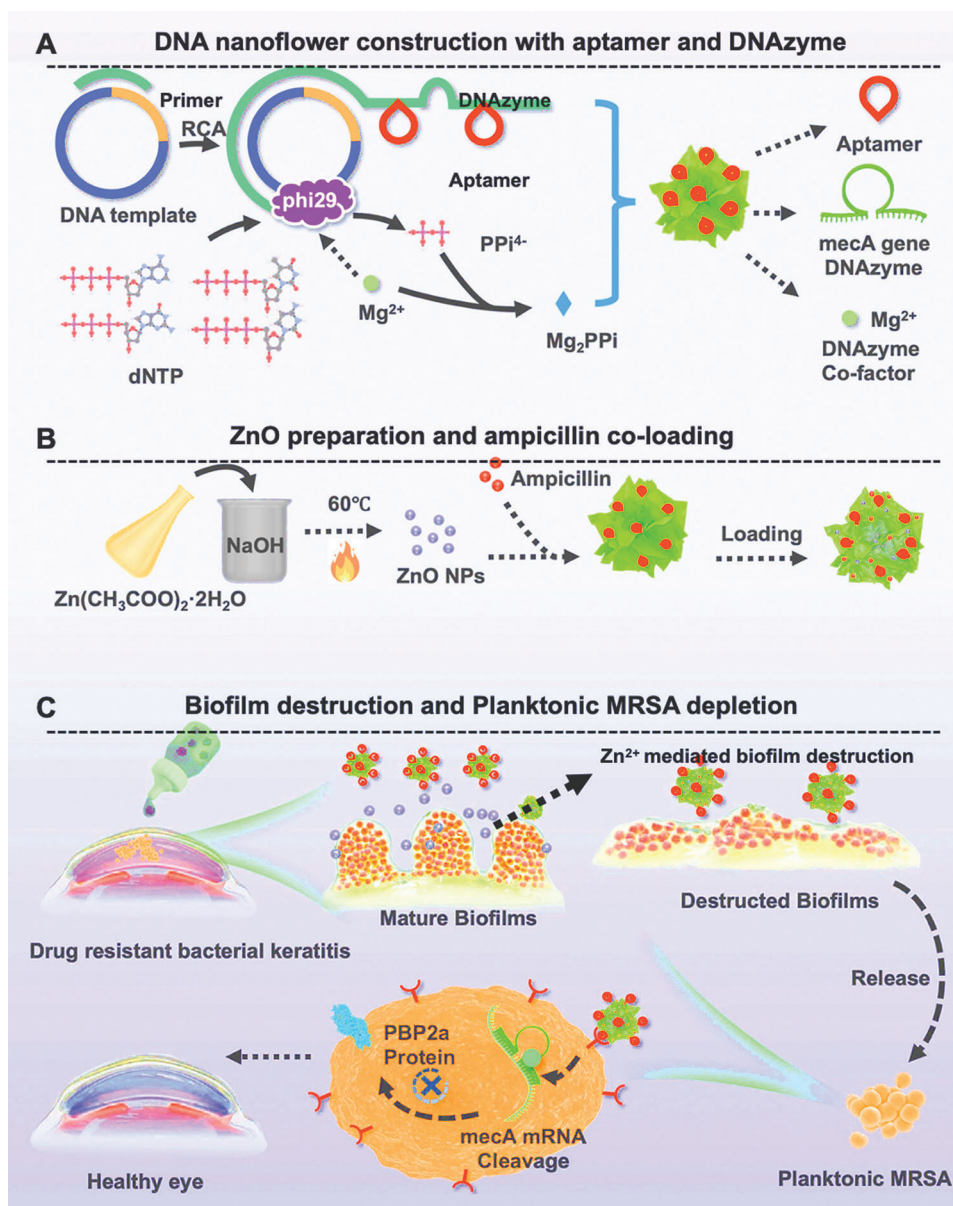 A
DNA nanoflower construction with aptamer and DNAzyme
Primer
RCA
DNAzyme
Aptamer
Aptamer
phi29
DNA template
PPi⁴⁻
mecA gene
DNAzyme
Mg²⁺
Mg₂PPi
Mg²⁺
DNAzyme
Co-factor
dNTP
B
ZnO preparation and ampicillin co-loading
60℃
Ampicillin
NaOH
Loading
ZnO NPs
Zn(CH₃COO)₂·2H₂O
C
Biofilm destruction and Planktonic MRSA depletion
Zn²⁺ mediated biofilm destruction
Mature Biofilms
Destructed Biofilms
Drug resistant bacterial keratitis
Release
PBP2a
Protein
mecA mRNA
Cleavage
Healthy eye
Planktonic MRSA